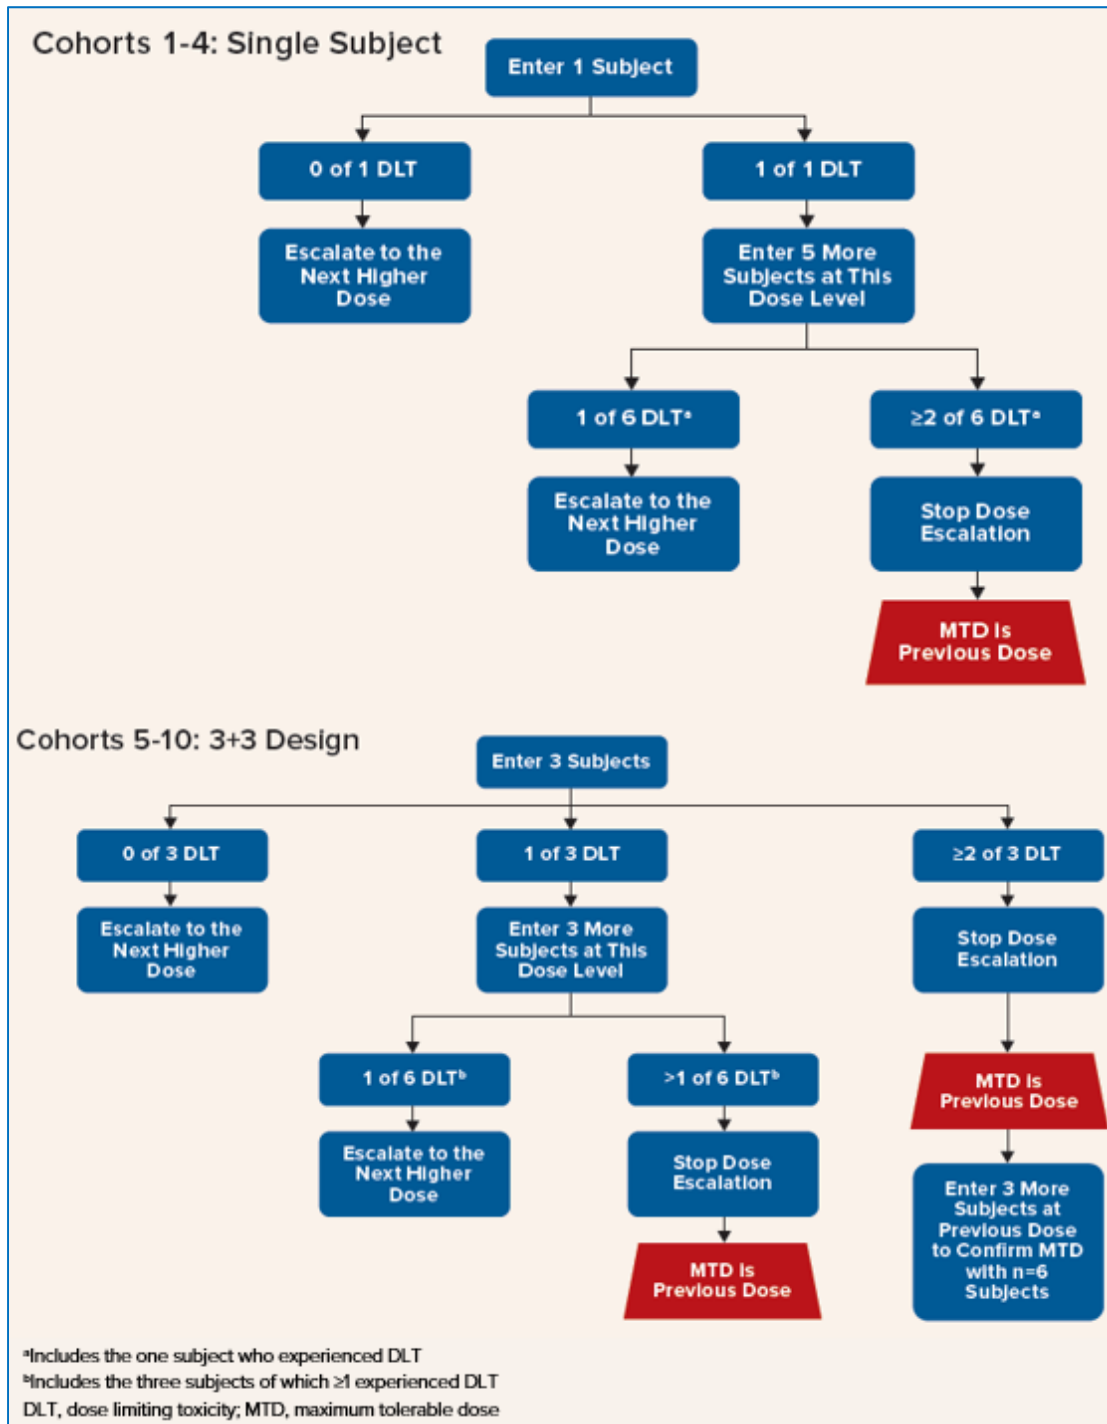 Cohorts 1-4: Single Subject
Enter 1 Subject
0 of 1 DLT
1 of 1 DLT
Escalate to the
Next Higher
Dose
Enter 5 More
Subjects at This
Dose Level
1 of 6 DLTᵃ
≥2 of 6 DLTᵃ
Escalate to the
Next Higher
Dose
Stop Dose
Escalation
MTD is
Previous Dose
Cohorts 5-10: 3+3 Design
Enter 3 Subjects
0 of 3 DLT
1 of 3 DLT
≥2 of 3 DLT
Escalate to the
Next Higher
Dose
Enter 3 More
Subjects at This
Dose Level
Stop Dose
Escalation
1 of 6 DLTᵇ
>1 of 6 DLTᵇ
MTD is
Previous Dose
Escalate to the
Next Higher
Dose
Stop Dose
Escalation
Enter 3 More
Subjects at
Previous Dose
to Confirm MTD
with n=6
Subjects
MTD is
Previous Dose
ᵃIncludes the one subject who experienced DLT
ᵇIncludes the three subjects of which ≥1 experienced DLT
DLT, dose limiting toxicity; MTD, maximum tolerable dose